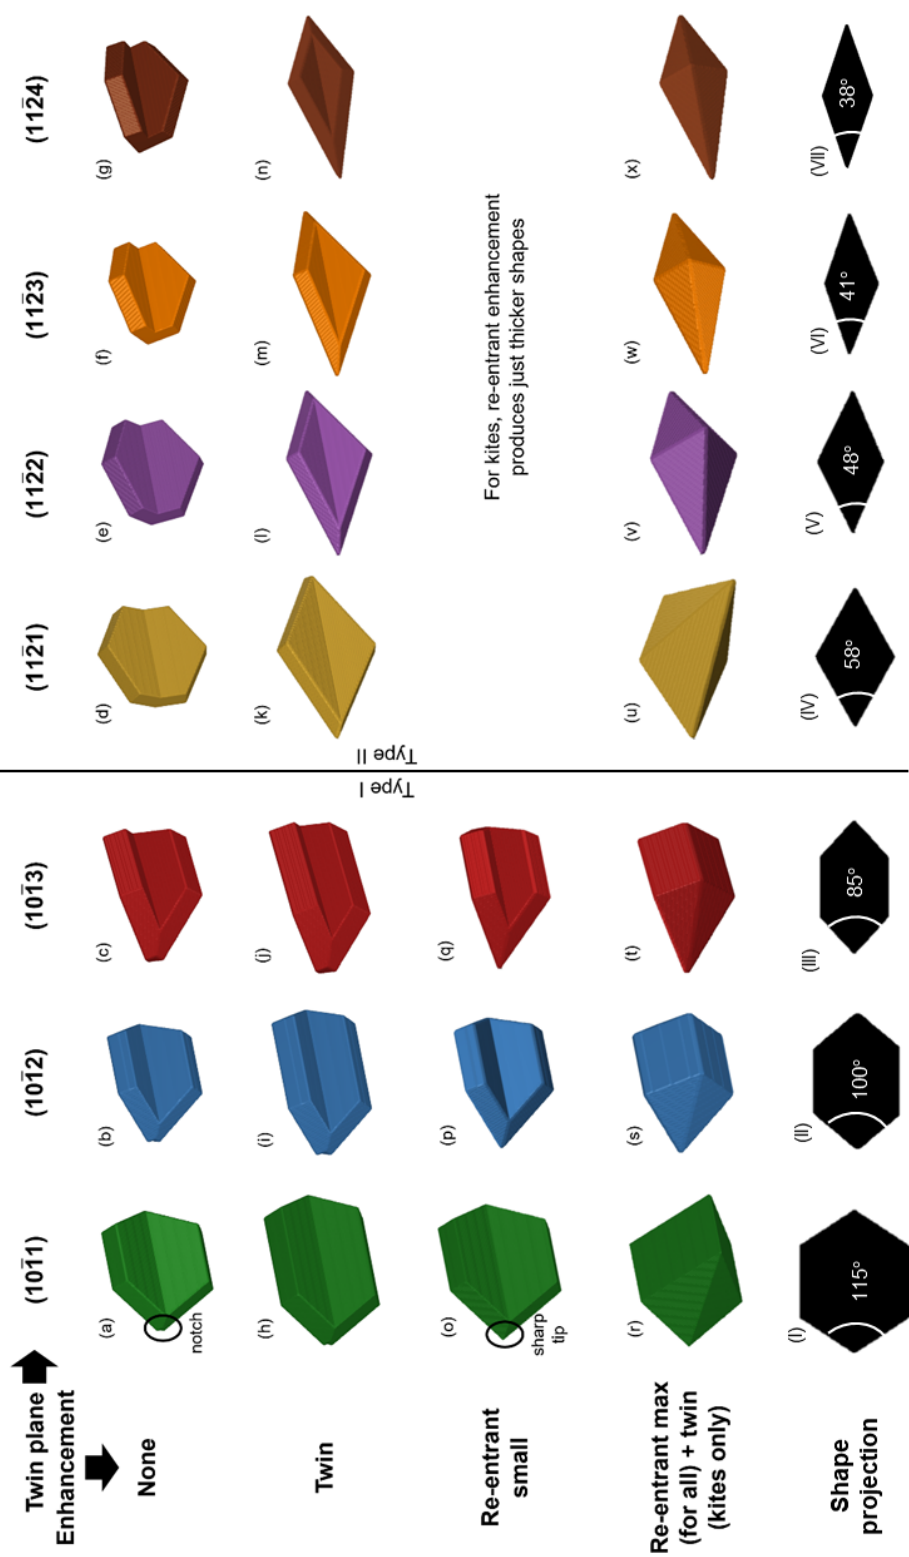 Twin plane
Enhancement
(101̄1)
(101̄2)
(101̄3)
(112̄1)
(112̄2)
(112̄3)
(112̄4)
None
(a)
notch
(b)
(c)
(d)
(e)
(f)
(g)
Type I
Type II
Twin
(h)
(i)
(j)
(k)
(l)
(m)
(n)
Re-entrant
small
(o)
sharp
tip
(p)
(q)
For kites, re-entrant enhancement
produces just thicker shapes
Re-entrant max
(for all) + twin
(kites only)
(r)
(s)
(t)
(u)
(v)
(w)
(x)
Shape
projection
(I)
115°
(II)
100°
(III)
85°
(IV)
58°
(V)
48°
(VI)
41°
(VII)
38°